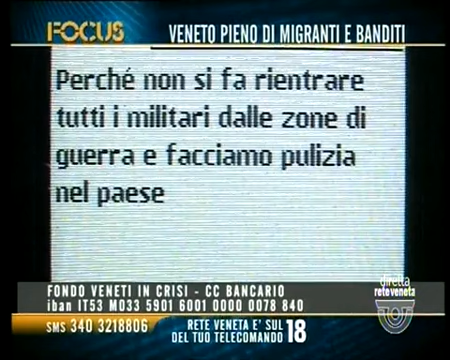 FOCUS
VENETO PIENO DI MIGRANTI E BANDITI
Perché non si fa rientrare
tutti i militari dalle zone di
guerra e facciamo pulizia
nel paese
diretta
reteveneta
FONDO VENETI IN CRISI - CC BANCARIO
iban IT53 M033 5901 6001 0000 0078 840
SMS 340 3218806
RETE VENETA E' SUL
DEL TUO TELECOMANDO
18